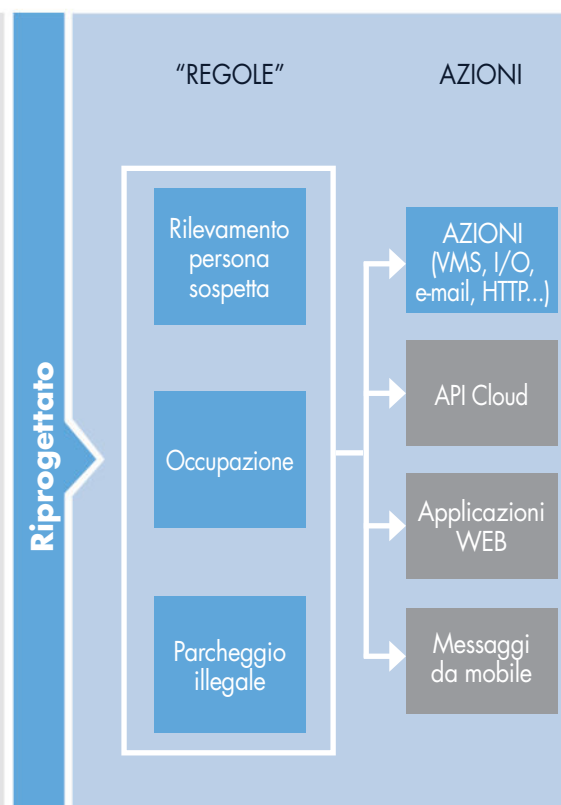 Riprogettato
“REGOLE”
Rilevamento
persona
sospetta
Occupazione
Parcheggio
illegale
AZIONI
AZIONI
(VMS, I/O,
e-mail, HTTP...)
API Cloud
Applicazioni
WEB
Messaggi
da mobile